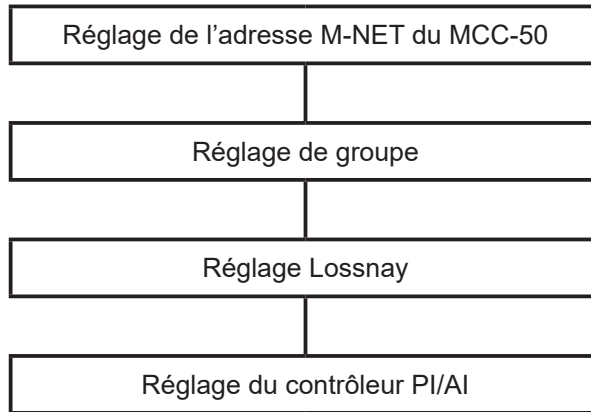 Réglage de l’adresse M-NET du MCC-50
Réglage de groupe
Réglage Lossnay
Réglage du contrôleur PI/AI